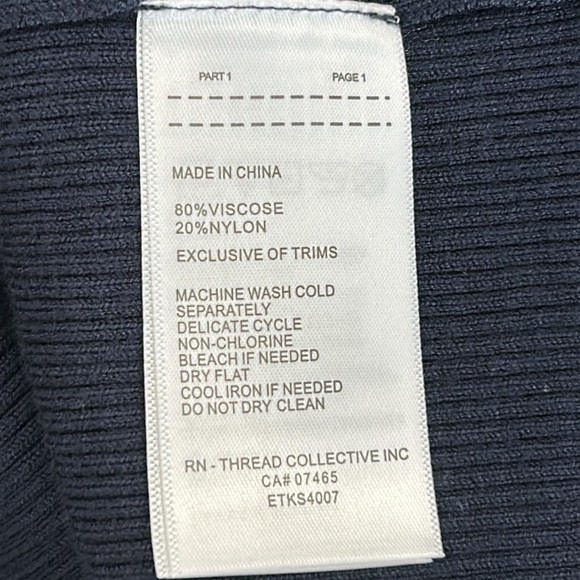 PART 1 PAGE 1
MADE IN CHINA
80%VISCOSE
20%NYLON
EXCLUSIVE OF TRIMS
MACHINE WASH COLD
SEPARATELY
DELICATE CYCLE
NON-CHLORINE
BLEACH IF NEEDED
DRY FLAT
COOL IRON IF NEEDED
DO NOT DRY CLEAN
RN - THREAD COLLECTIVE INC
CA# 07465
ETKS4007